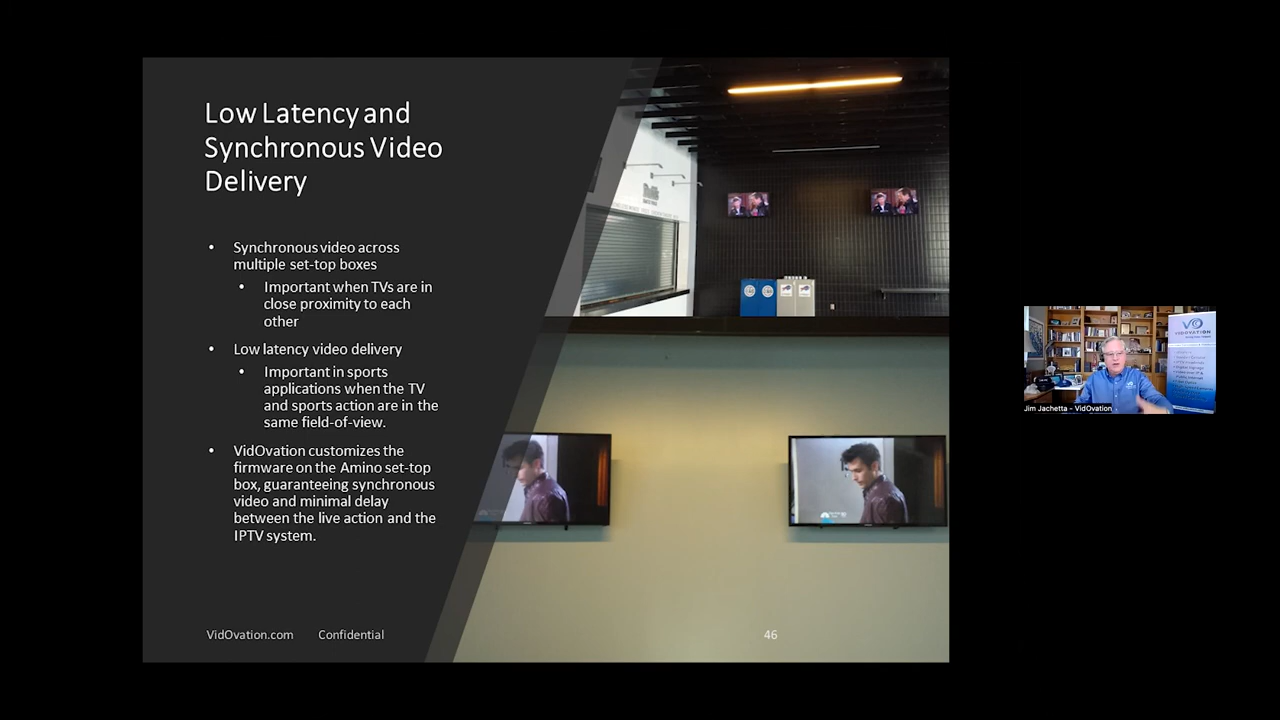 Low Latency and
Synchronous Video
Delivery
• Synchronous video across
multiple set-top boxes
• Important when TVs are in
close proximity to each
other
• Low latency video delivery
• Important in sports
applications when the TV
and sports action are in the
same field-of-view.
• VidOvation customizes the
firmware on the Amino set-top
box, guaranteeing synchronous
video and minimal delay
between the live action and the
IPTV system.
VidOvation.com Confidential
46
VIDOVATION
Jim Jachetta - VidOvation